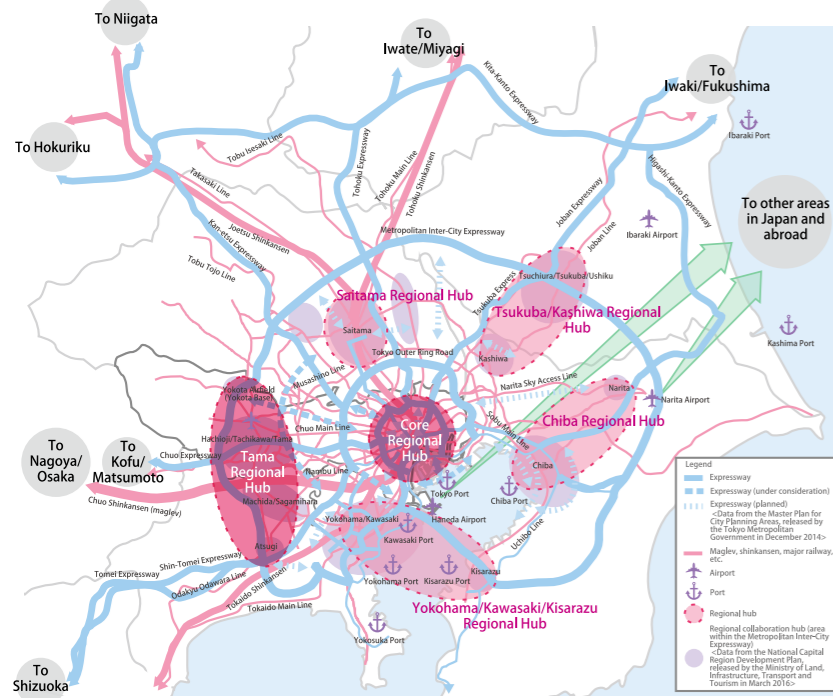 To
Niigata
To
Iwate/Miyagi
To
Iwaki/Fukushima
To Hokuriku
Kita-Kanto Expressway
Ibaraki Port
Tobu Isesaki Line
Tohoku Expressway
Tohoku Main Line
Tohoku Shinkansen
Takasaki Line
Higashi-Kanto Expressway
Joban Expressway
Joban Line
Kan-etsu Expressway
Joetsu Shinkansen
Metropolitan Inter-City Expressway
Ibaraki Airport
To other areas
in Japan and
abroad
Tobu Tojo Line
Tsukuba Express
Tsuchiura/Tsukuba/Ushiku
Saitama Regional Hub
Tsukuba/Kashiwa Regional
Hub
Saitama
Kashima Port
Tokyo Outer Ring Road
Kashiwa
Musashino Line
Narita Sky Access Line
Narita
Narita Airport
Yokota Airfield
(Yokota Base)
Chuo Main Line
Core
Regional
Hub
Sobu Main Line
Chiba Regional Hub
Hachioji/Tachikawa/Tama
To
Nagoya/
Osaka
To
Kofu/
Matsumoto
Chuo Expressway
Tama
Regional
Hub
Nambu Line
Chiba
Tokyo Port
Chiba Port
Chuo Shinkansen (maglev)
Machida/Sagamihara
Yokohama/Kawasaki
Haneda Airport
Kawasaki Port
Uchibo Line
Atsugi
Shin-Tomei Expressway
Tomei Expressway
Odakyu Odawara Line
Tokaido Shinkansen
Tokaido Main Line
Yokohama Port
Kisarazu Port
Kisarazu
Yokohama/Kawasaki/Kisarazu
Regional Hub
Yokosuka Port
To
Shizuoka
Legend
Expressway
Expressway (under consideration)
Expressway (planned)
<Data from the Master Plan for
City Planning Areas, released by
the Tokyo Metropolitan
Government in December 2014>
Maglev, shinkansen, major railway,
etc.
Airport
Port
Regional hub
Regional collaboration hub (area
within the Metropolitan Inter-City
Expressway)
<Data from the National Capital
Region Development Plan,
released by the Ministry of Land,
Infrastructure, Transport and
Tourism in March 2016>